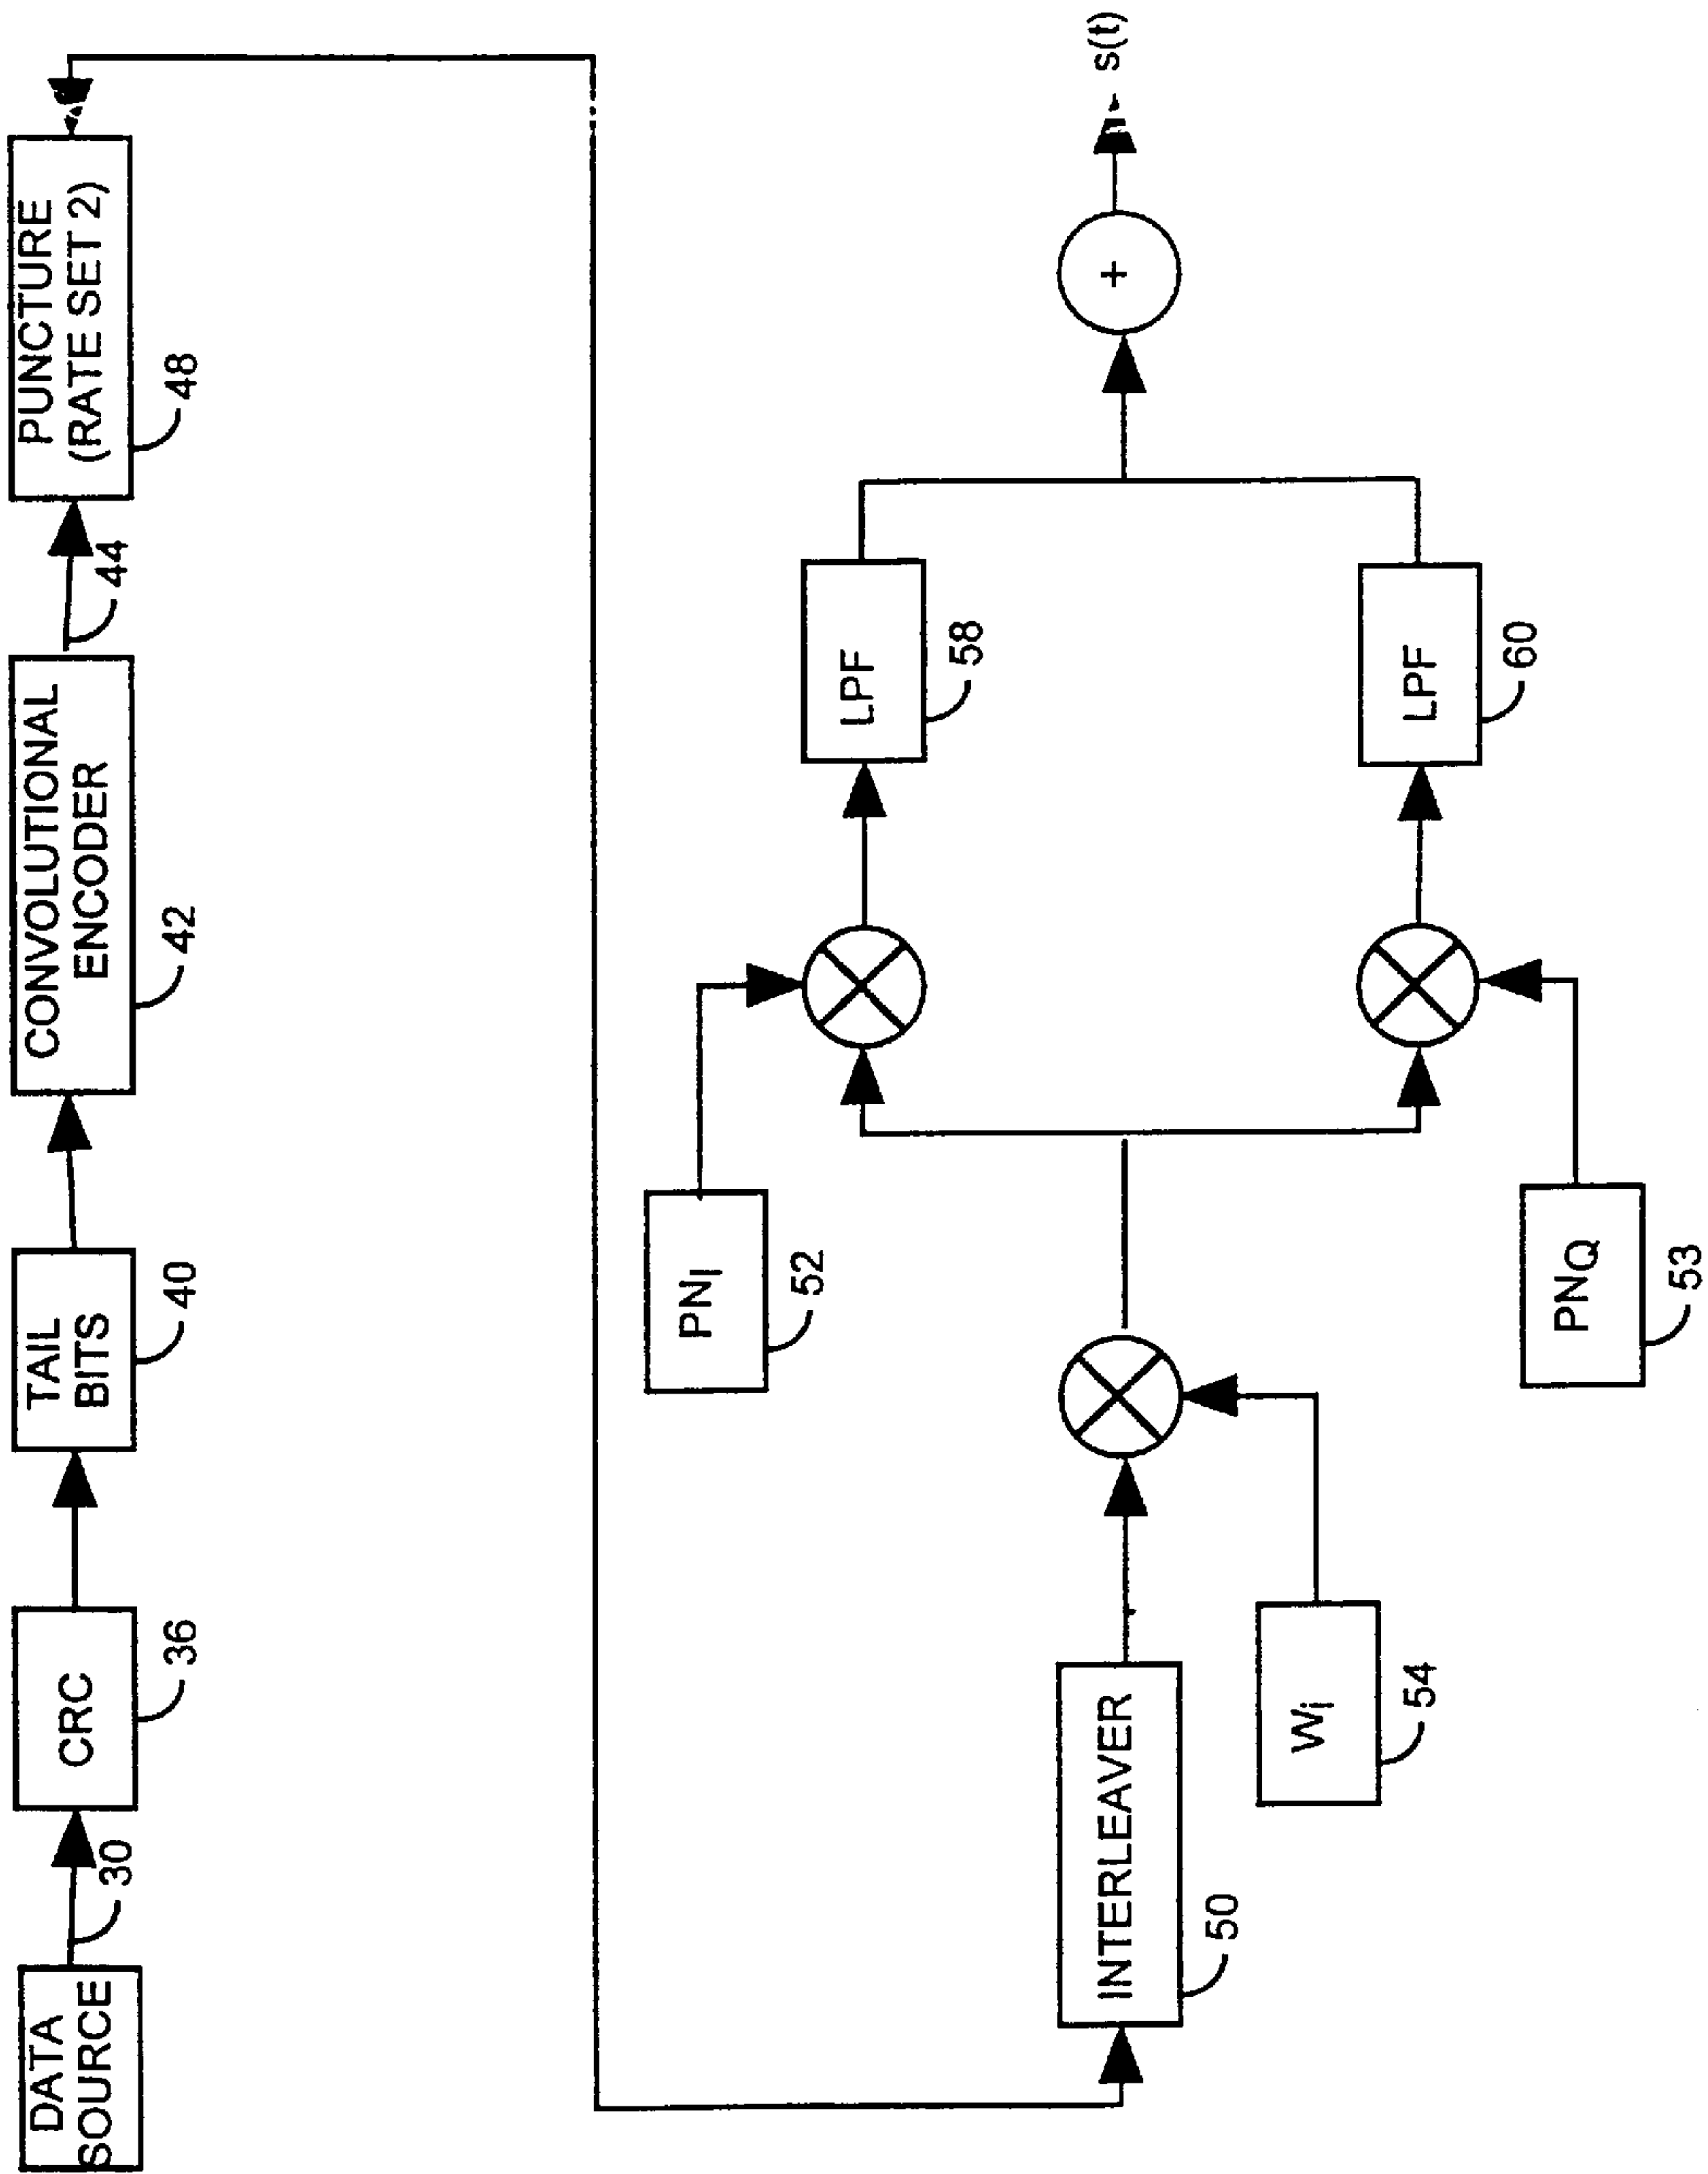 DATA
SOURCE
30
CRC
36
TAIL
BITS
40
CONVOLUTIONAL
ENCODER
42
44
PUNCTURE
(RATE SET 2)
48
INTERLEAVER
50
Wi
54
PNI
52
PNQ
53
LPF
58
LPF
60
+
s(t)